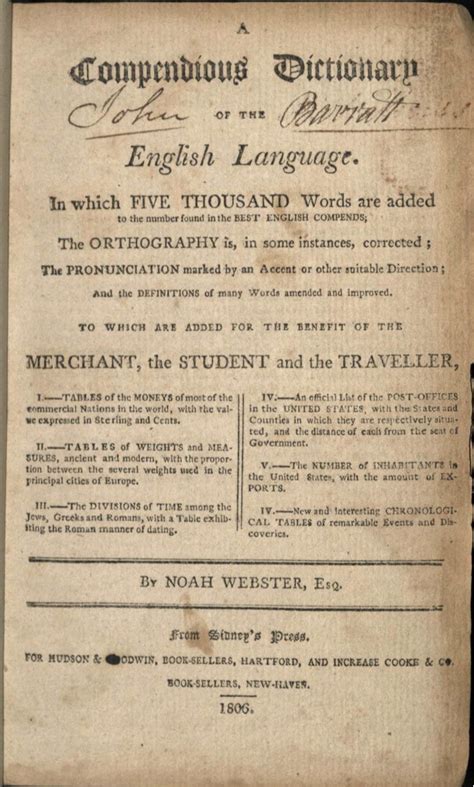 A
Compendious Dictionary
John OF THE Barratt
English Language.
In which FIVE THOUSAND Words are added
to the number found in the BEST ENGLISH COMPENDS;
The ORTHOGRAPHY is, in some instances, corrected;
The PRONUNCIATION marked by an Accent or other suitable Direction;
And the DEFINITIONS of many Words amended and improved.
TO WHICH ARE ADDED FOR THE BENEFIT OF THE
MERCHANT, the STUDENT and the TRAVELLER,
I.—TABLES of the MONEYS of most of the
commercial Nations in the world, with the val-
ue expressed in Sterling and Cents.
II.—TABLES of WEIGHTS and MEA-
SURES, ancient and modern, with the propor-
tion between the several weights used in the
principal cities of Europe.
III.—The DIVISIONS of TIME among the
Jews, Greeks and Romans, with a Table exhib-
iting the Roman manner of dating.
IV.—An official List of the POST-OFFICES
in the UNITED STATES, with the States and
Counties in which they are respectively situa-
ted, and the distance of each from the seat of
Government.
V.—The NUMBER of INHABITANTS in
the United States, with the amount of EX-
PORTS.
IV.—New and interesting CHRONOLOGI-
CAL TABLES of remarkable Events and Dis-
coveries.
BY NOAH WEBSTER, ESQ.
From Sidney's Press.
FOR HUDSON & GOODWIN, BOOK-SELLERS, HARTFORD, AND INCREASE COOKE & CO.
BOOK-SELLERS, NEW-HAVEN.
1806.